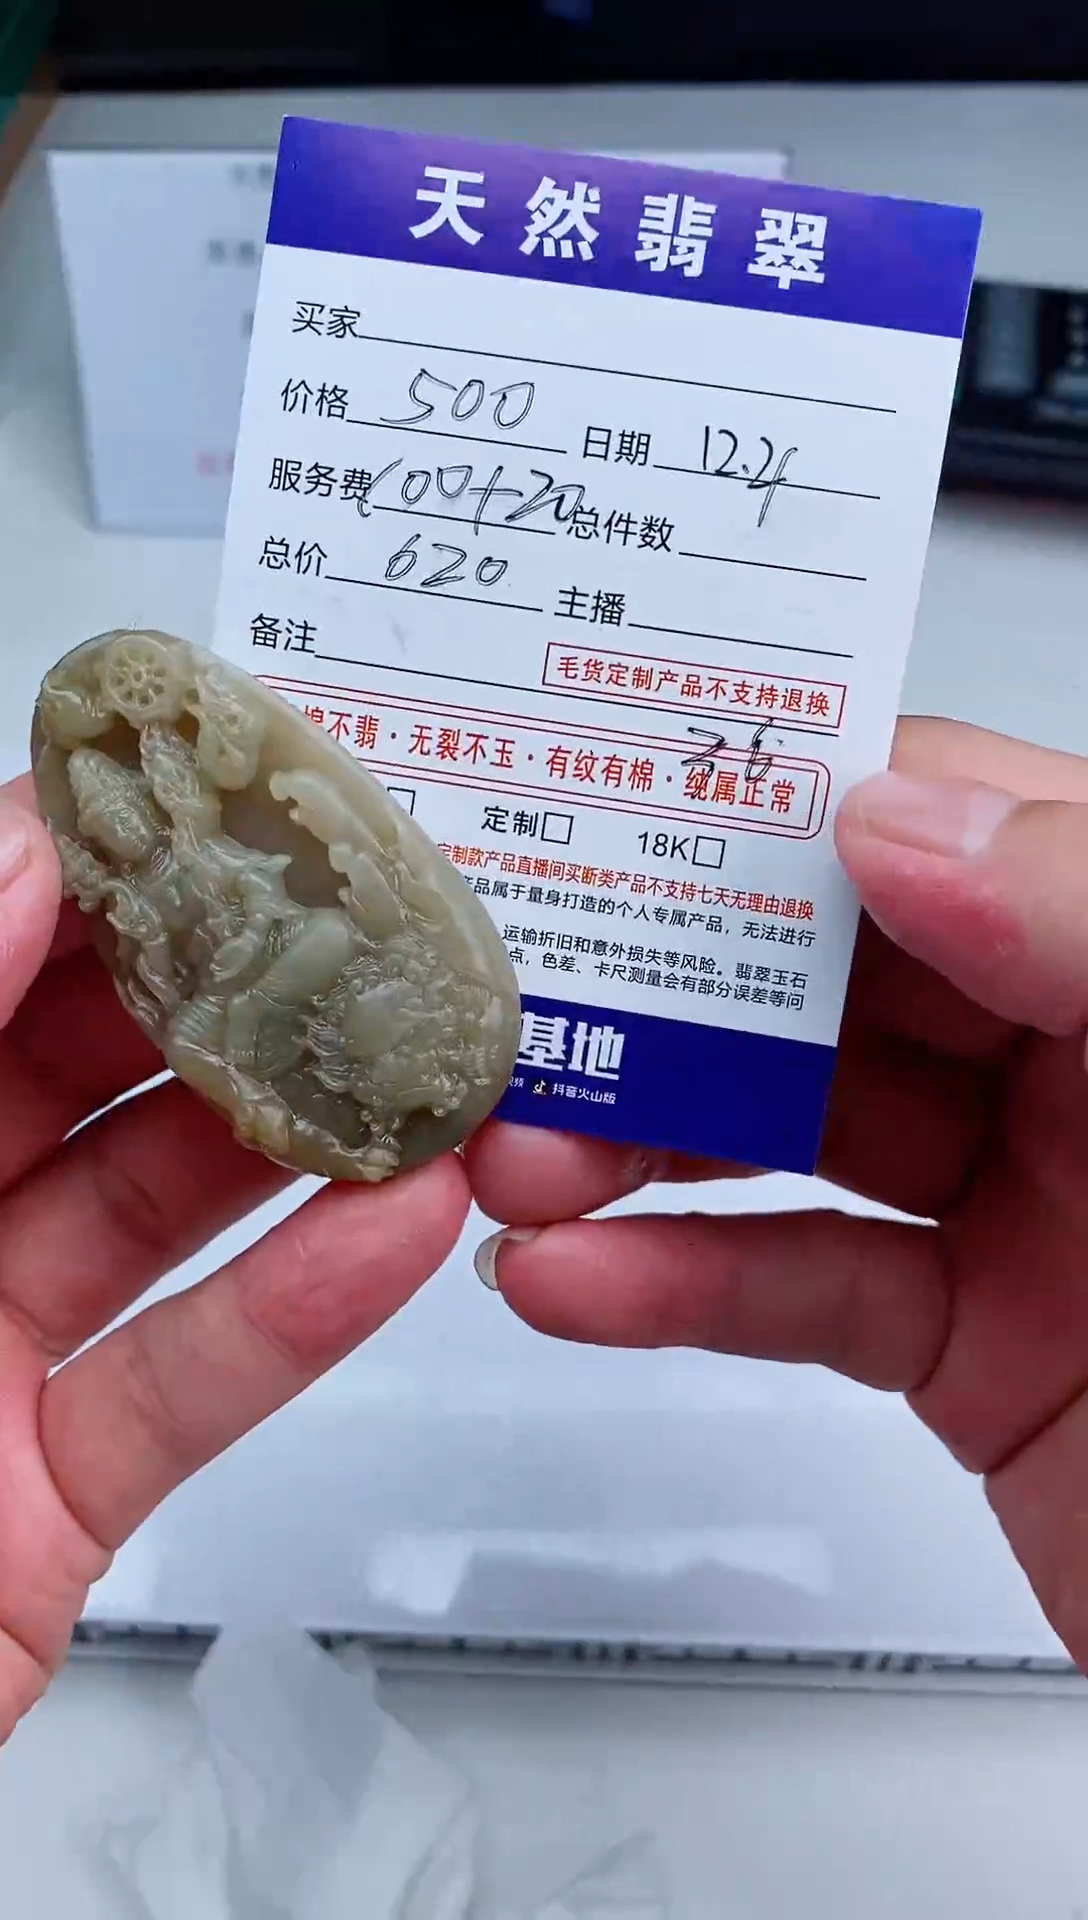 天然翡翠
买家
价格 500 日期 12.24
服务费 100+20 总件数
总价 620 主播
备注
毛货定制产品不支持退换
棉不翡·无裂不玉·有纹有棉·纯属正常
26
定制□ 18K□
定制款产品直播间买断类产品不支持七天无理由退换
产品属于量身打造的个人专属产品，无法进行
运输折旧和意外损失等风险。翡翠玉石
点，色差、卡尺测量会有部分误差等问
基地
视频 抖音火山版